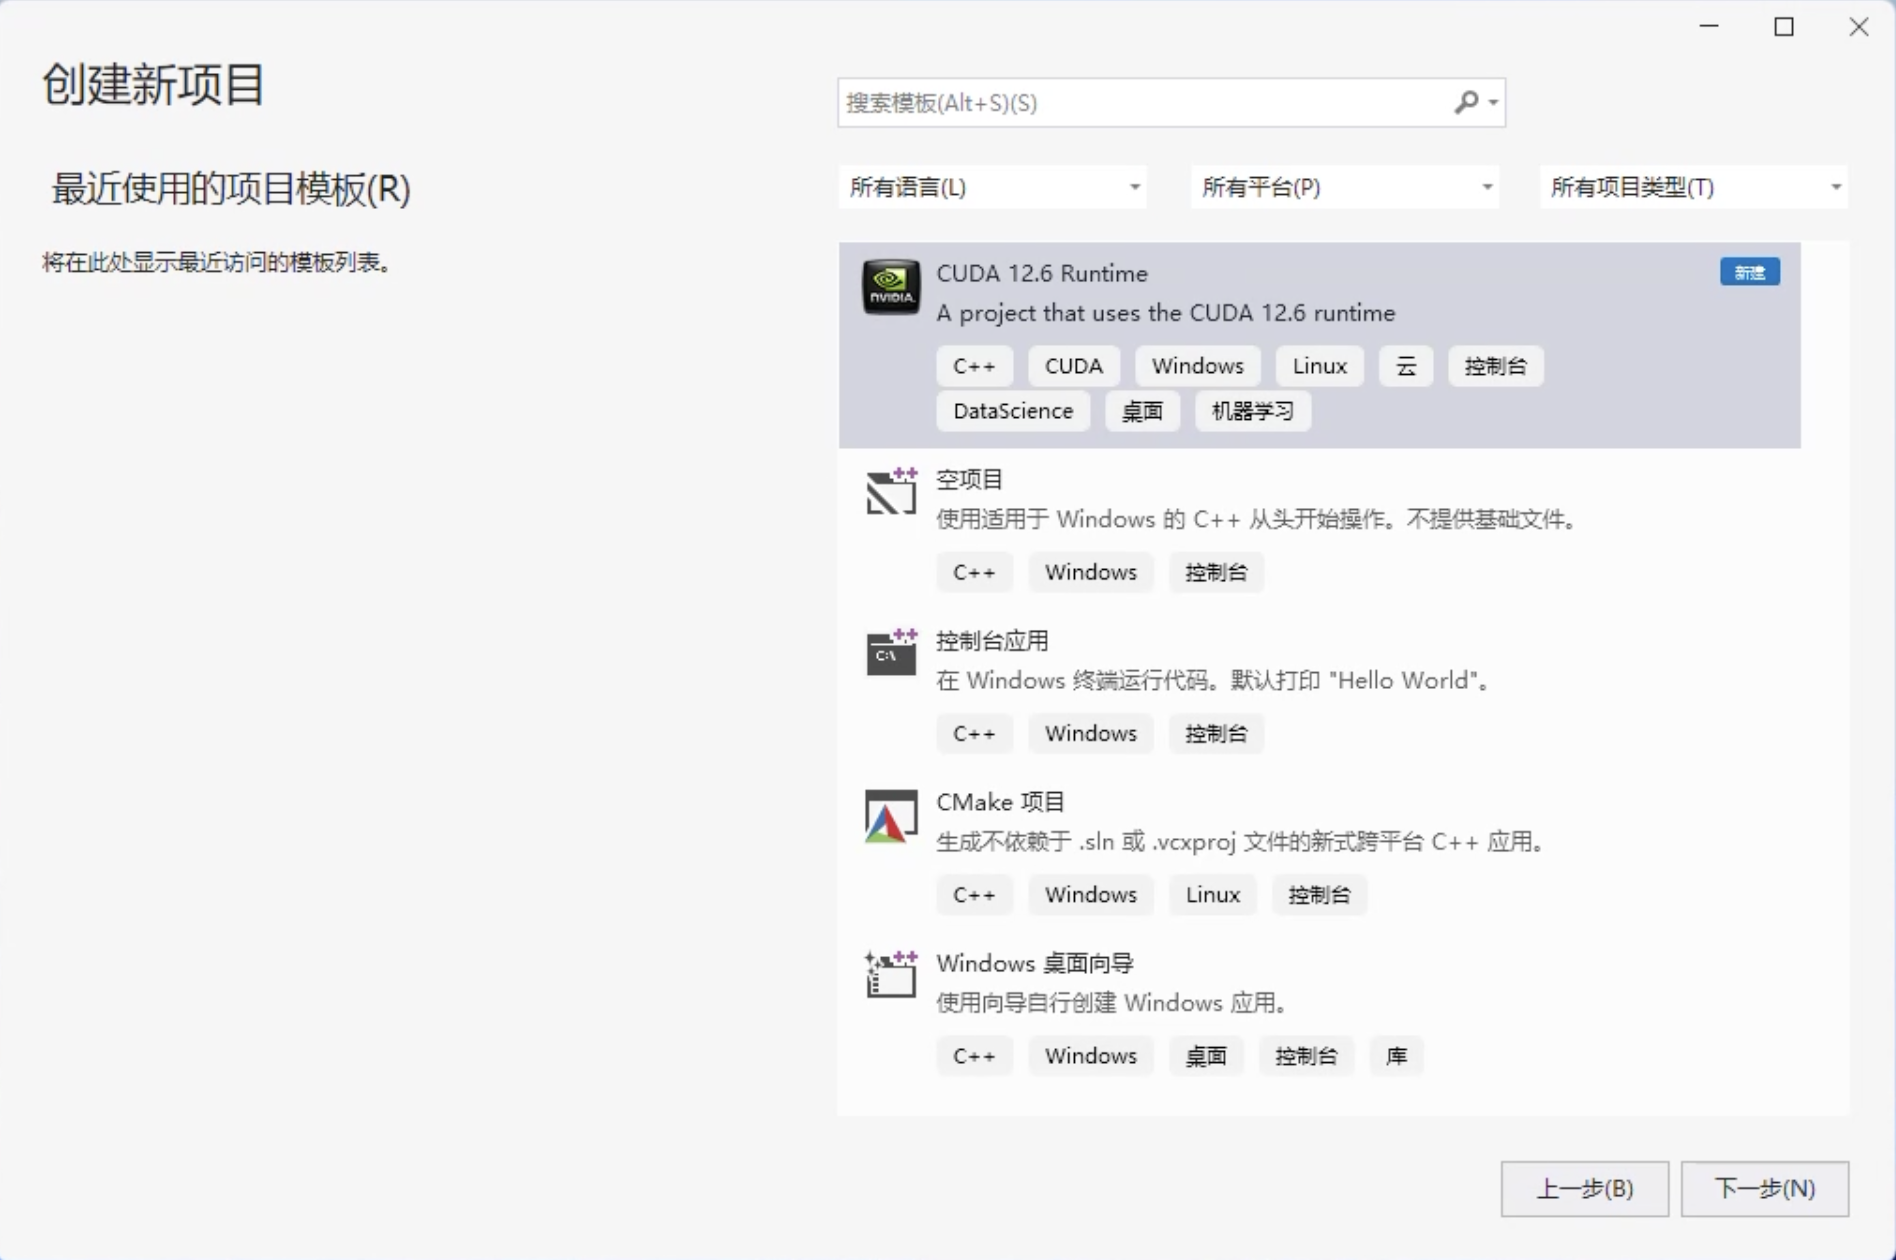 创建新项目
搜索模板(Alt+S)(S)
最近使用的项目模板(R)
所有语言(L)
所有平台(P)
所有项目类型(T)
将在此处显示最近访问的模板列表。
NVIDIA.
CUDA 12.6 Runtime
新建
A project that uses the CUDA 12.6 runtime
C++ CUDA Windows Linux 云 控制台
DataScience 桌面 机器学习
空项目
使用适用于 Windows 的 C++ 从头开始操作。不提供基础文件。
C++ Windows 控制台
C:\
控制台应用
在 Windows 终端运行代码。默认打印 "Hello World"。
C++ Windows 控制台
CMake 项目
生成不依赖于 .sln 或 .vcxproj 文件的新式跨平台 C++ 应用。
C++ Windows Linux 控制台
Windows 桌面向导
使用向导自行创建 Windows 应用。
C++ Windows 桌面 控制台 库
上一步(B)
下一步(N)